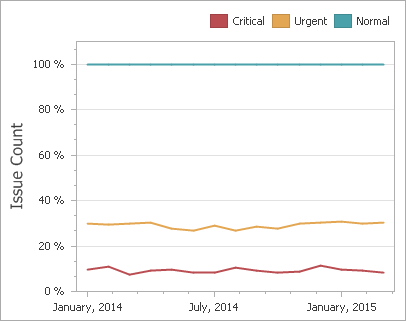 Critical Urgent Normal
Issue Count
100 %
80 %
60 %
40 %
20 %
0 %
January, 2014 July, 2014 January, 2015